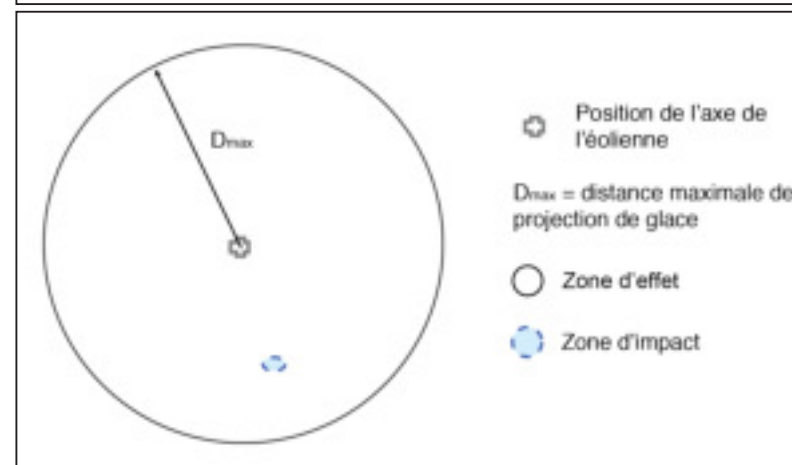 Dmax
Position de l'axe de
l'éolienne
Dmax = distance maximale de
projection de glace
Zone d'effet
Zone d'impact